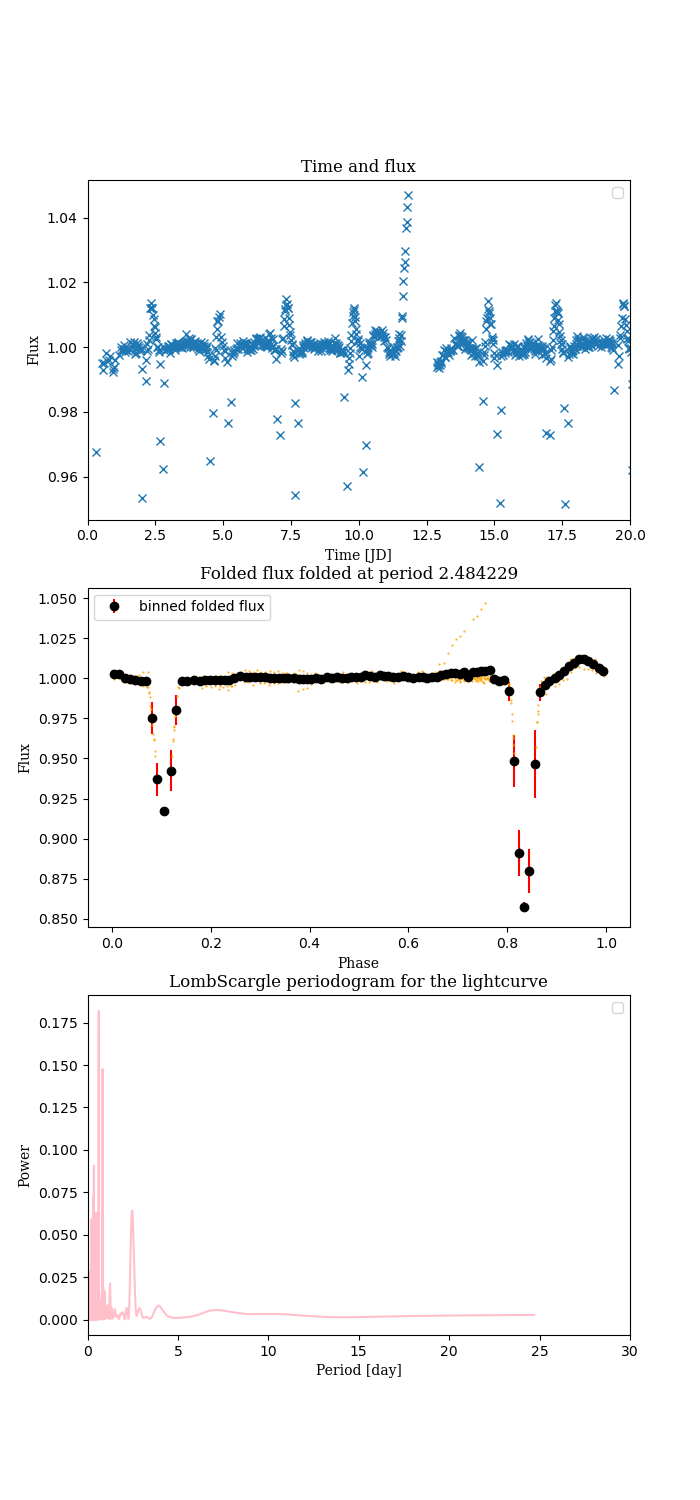 Time and flux
Flux
1.04
1.02
1.00
0.98
0.96
0.0 2.5 5.0 7.5 10.0 12.5 15.0 17.5 20.0
Time [JD]
Folded flux folded at period 2.484229
binned folded flux
Flux
1.050
1.025
1.000
0.975
0.950
0.925
0.900
0.875
0.850
0.0 0.2 0.4 0.6 0.8 1.0
Phase
LombScargle periodogram for the lightcurve
Power
0.175
0.150
0.125
0.100
0.075
0.050
0.025
0.000
0 5 10 15 20 25 30
Period [day]